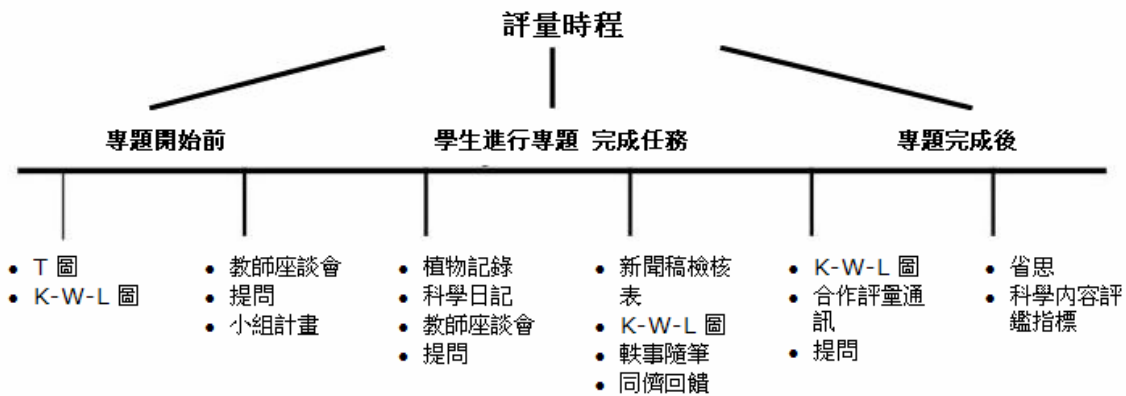 評量時程
專題開始前
學生進行專題 完成任務
專題完成後
• T 圖
• K-W-L 圖
• 教師座談會
• 提問
• 小組計畫
• 植物記錄
• 科學日記
• 教師座談會
• 提問
• 新聞稿檢核
表
• K-W-L 圖
• 軼事隨筆
• 同儕回饋
• K-W-L 圖
• 合作評量通
訊
• 提問
• 省思
• 科學內容評
鑑指標